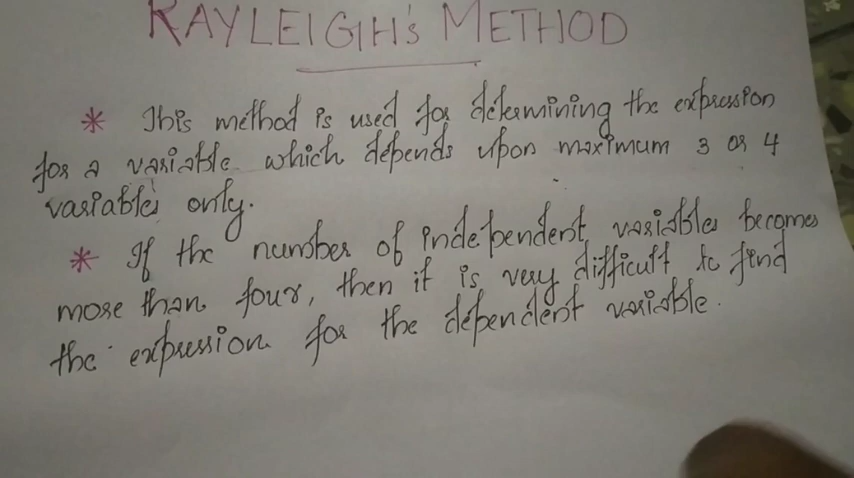 RAYLEIGH's METHOD
* This method is used for determining the expression
for a variable which depends upon maximum 3 or 4
variables only.
* If the number of independent variables becomes
more than four, then it is very difficult to find
the expression for the dependent variable.